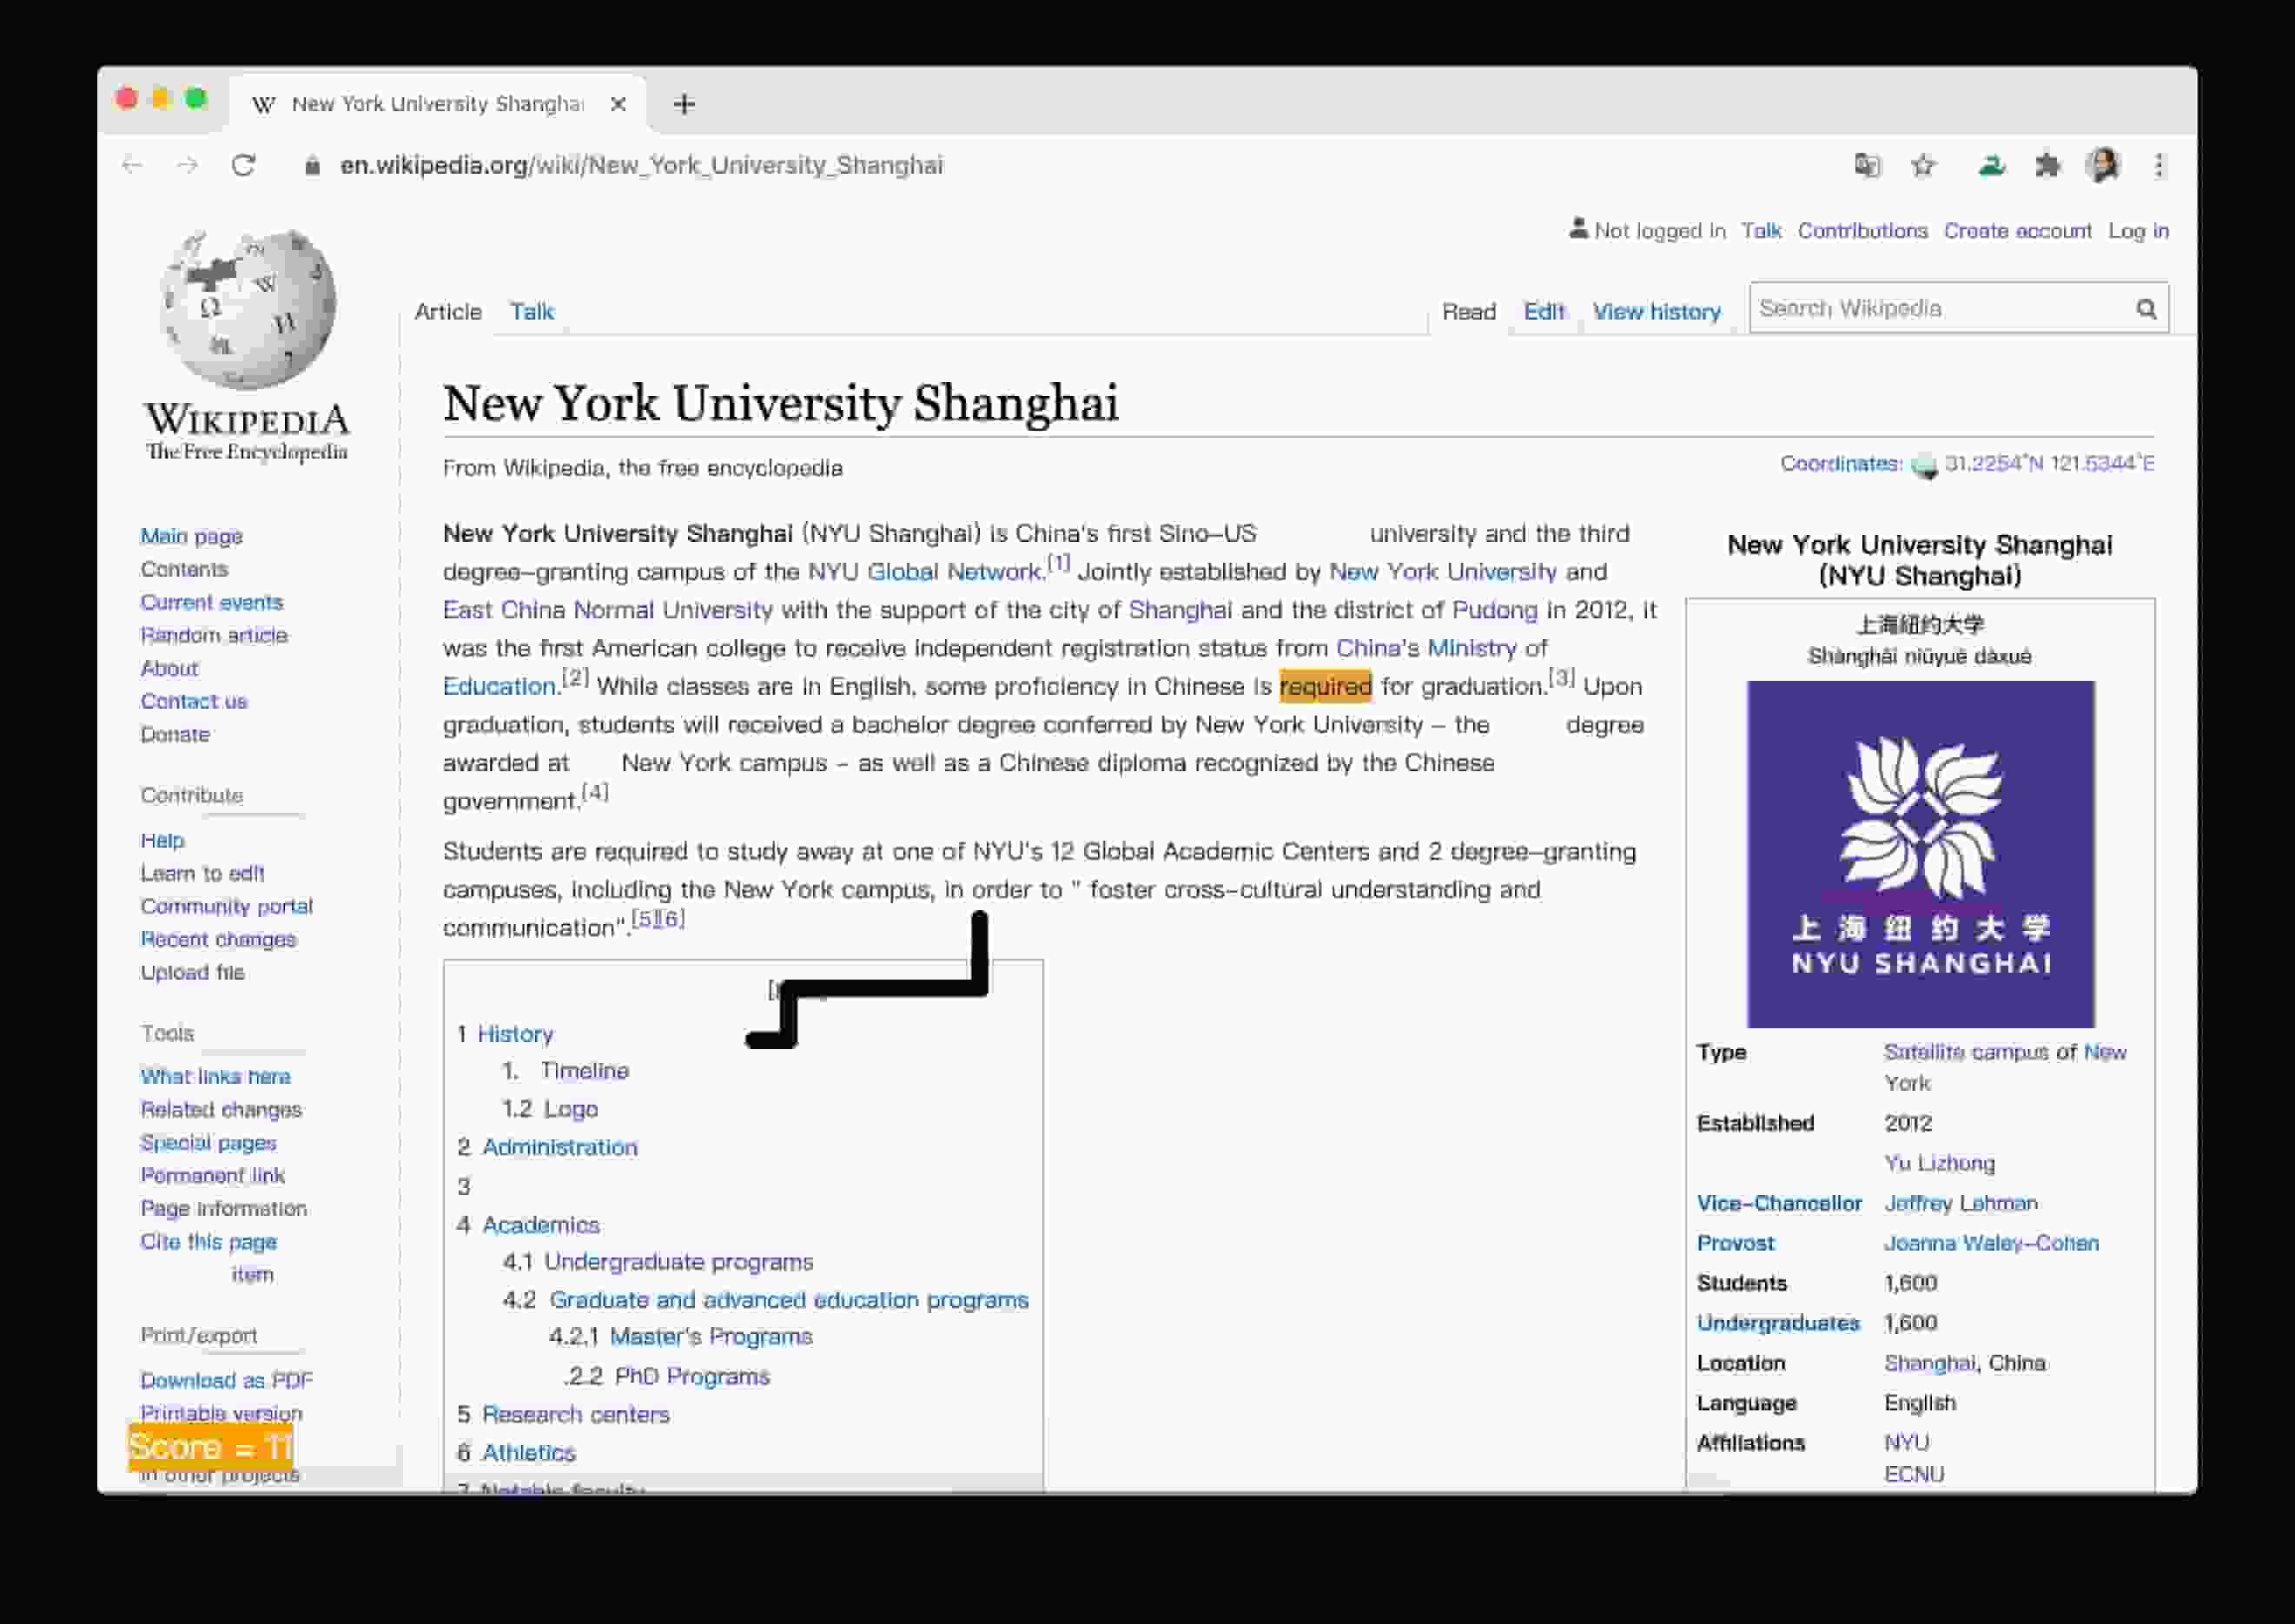 New York University Shanghai
en.wikipedia.org/wiki/New_York_University_Shanghai
Not logged in Talk Contributions Create account Log in
Article Talk
Read Edit View history Search Wikipedia
WIKIPEDIA
The Free Encyclopedia
Main page
Contents
Current events
Random article
About
Contact us
Donate
Contribute
Help
Learn to edit
Community portal
Recent changes
Upload file
Tools
What links here
Related changes
Special pages
Permanent link
Page information
Cite this page
item
Print/export
Download as PDF
Printable version
Score = 11
In other projects
New York University Shanghai
From Wikipedia, the free encyclopedia
Coordinates: 31.2254°N 121.5344°E
New York University Shanghai (NYU Shanghai) is China's first Sino–US university and the third
degree–granting campus of the NYU Global Network.[1] Jointly established by New York University and
East China Normal University with the support of the city of Shanghai and the district of Pudong in 2012, it
was the first American college to receive independent registration status from China's Ministry of
Education.[2] While classes are in English, some proficiency in Chinese is required for graduation.[3] Upon
graduation, students will received a bachelor degree conferred by New York University – the degree
awarded at New York campus – as well as a Chinese diploma recognized by the Chinese
government.[4]
Students are required to study away at one of NYU's 12 Global Academic Centers and 2 degree–granting
campuses, including the New York campus, in order to " foster cross–cultural understanding and
communication".[5][6]
1 History
1. Timeline
1.2 Logo
2 Administration
3
4 Academics
4.1 Undergraduate programs
4.2 Graduate and advanced education programs
4.2.1 Master's Programs
.2.2 PhD Programs
5 Research centers
6 Athletics
7 Notable faculty
New York University Shanghai
(NYU Shanghai)
上海纽约大学
Shànghǎi niǔyuē dàxué
上海纽约大学
NYU SHANGHAI
Type Satellite campus of New
York
Established 2012
Yu Lizhong
Vice–Chancellor Jeffrey Lehman
Provost Joanna Waley–Cohen
Students 1,600
Undergraduates 1,600
Location Shanghai, China
Language English
Affiliations NYU
ECNU